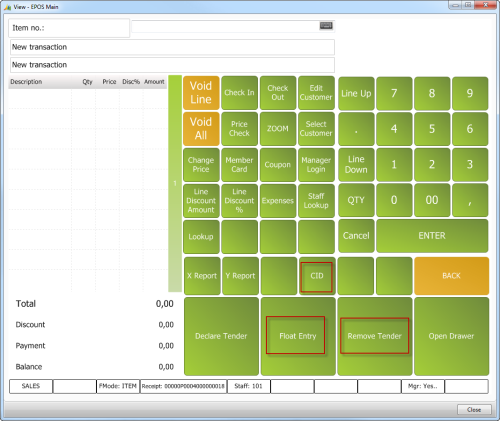 View - EPOS Main
Item no.:
New transaction
New transaction
Description Qty Price Disc% Amount
1
Void Line
Check In
Check Out
Edit Customer
Line Up
7
8
9
Void All
Price Check
ZOOM
Select Customer
.
4
5
6
Change Price
Member Card
Coupon
Manager Login
Line Down
1
2
3
Line Discount Amount
Line Discount %
Expenses
Staff Lookup
QTY
0
00
,
Lookup
Cancel
ENTER
X Report
Y Report
CID
BACK
Declare Tender
Float Entry
Remove Tender
Open Drawer
Total 0,00
Discount 0,00
Payment 0,00
Balance 0,00
SALES
FMode: ITEM
Receipt: 00000P0004000000018
Staff: 101
Mgr: Yes..
Close